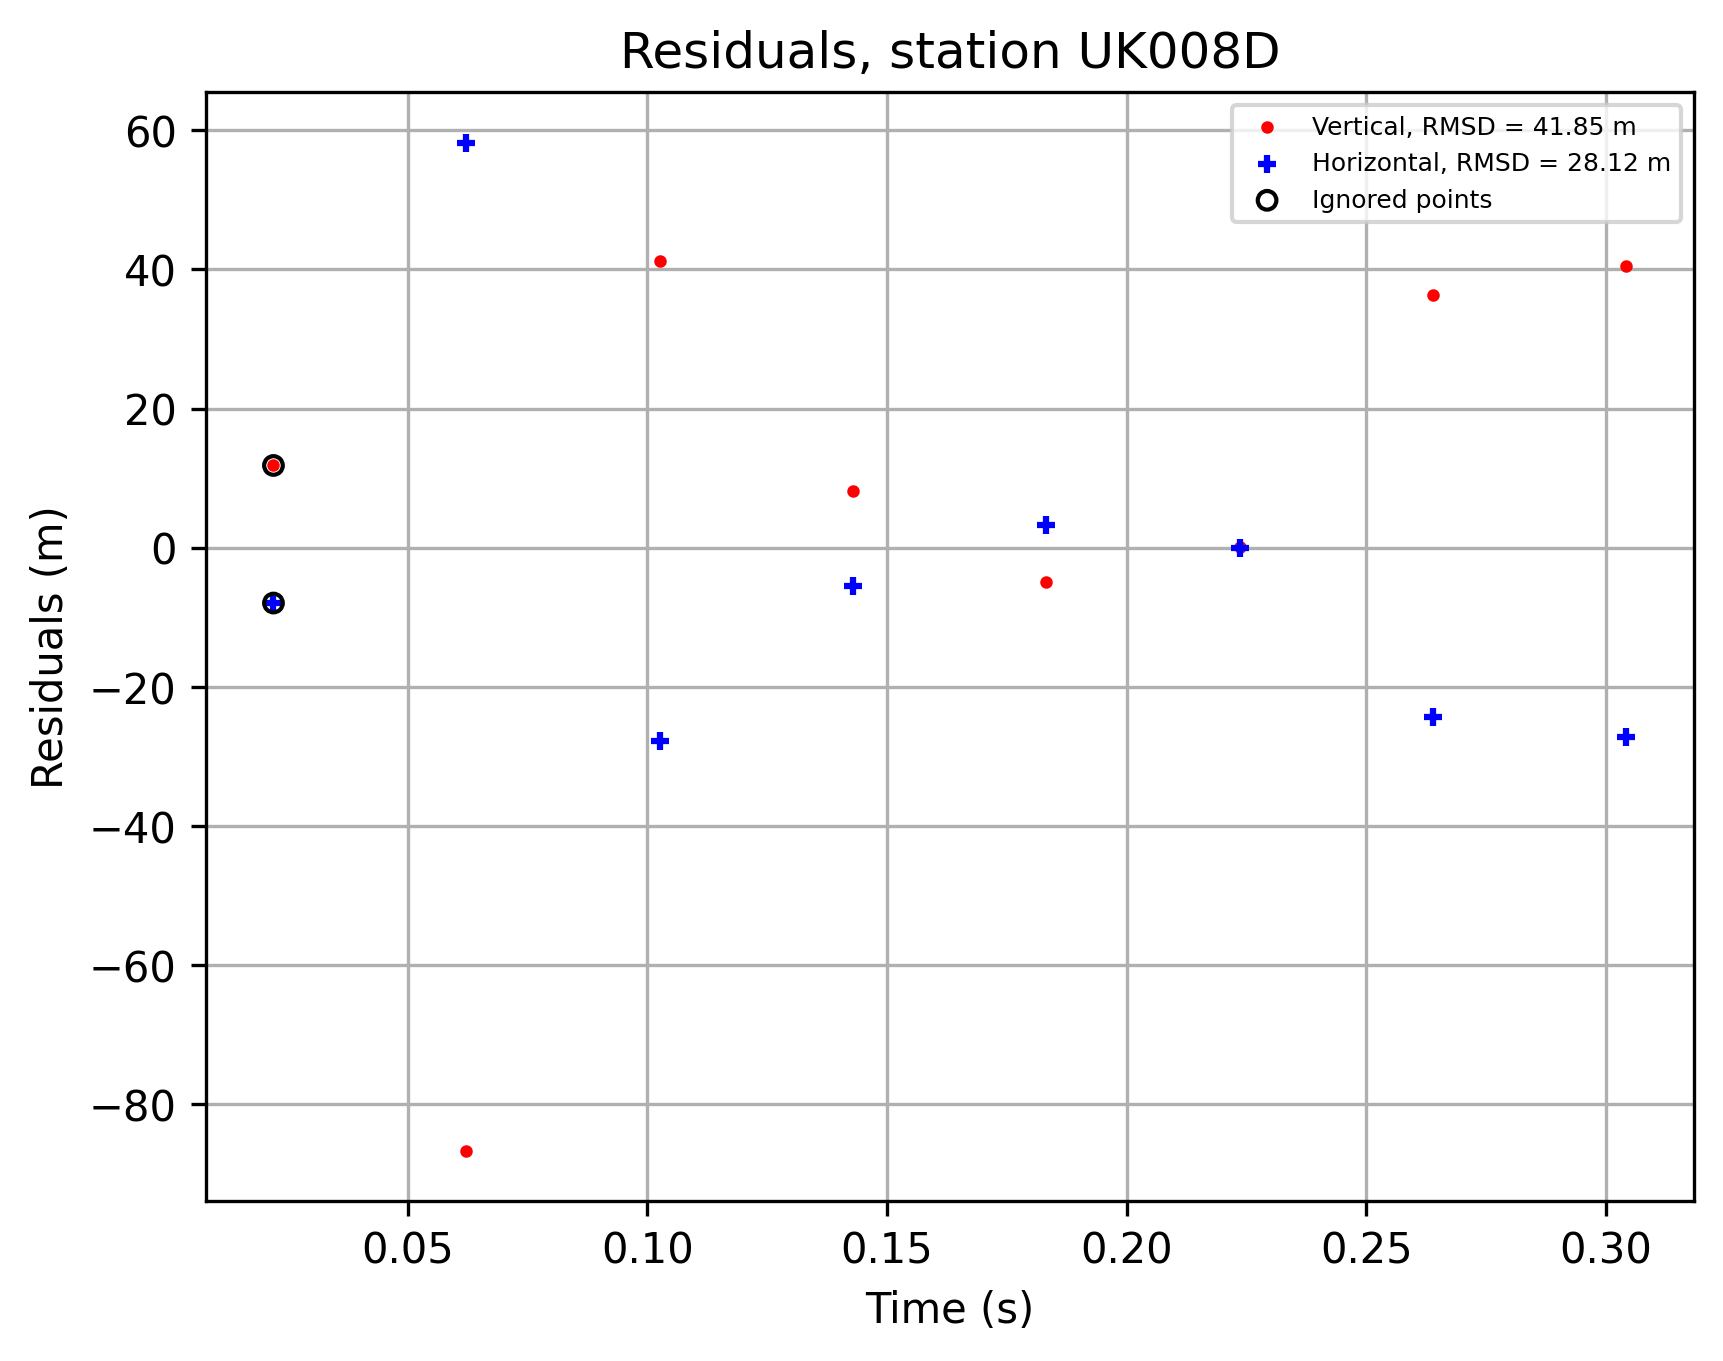 Residuals, station UK008D
Vertical, RMSD = 41.85 m
Horizontal, RMSD = 28.12 m
Ignored points
60
40
20
0
−20
−40
−60
−80
Residuals (m)
0.05 0.10 0.15 0.20 0.25 0.30
Time (s)